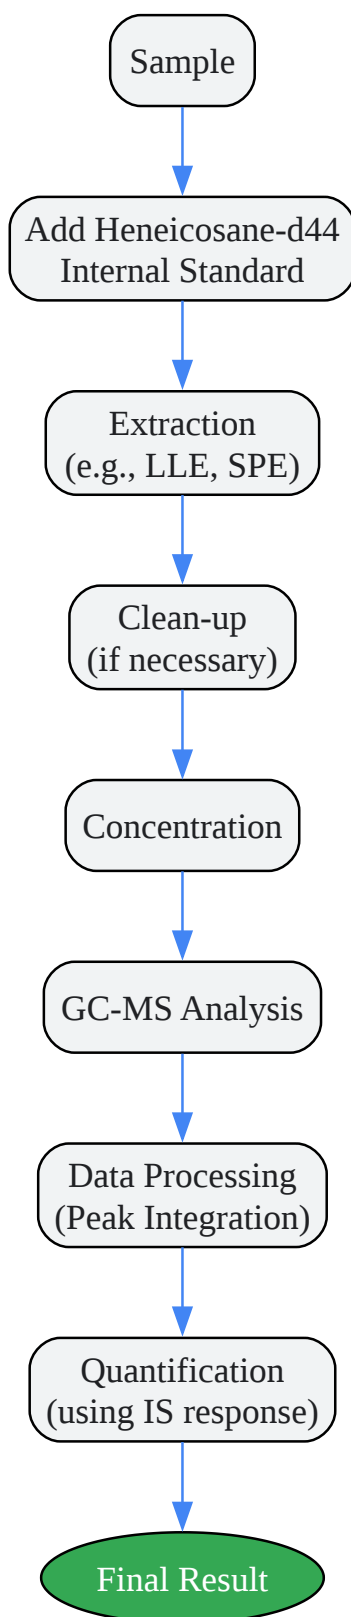 Sample
Add Heneicosane-d44
Internal Standard
Extraction
(e.g., LLE, SPE)
Clean-up
(if necessary)
Concentration
GC-MS Analysis
Data Processing
(Peak Integration)
Quantification
(using IS response)
Final Result